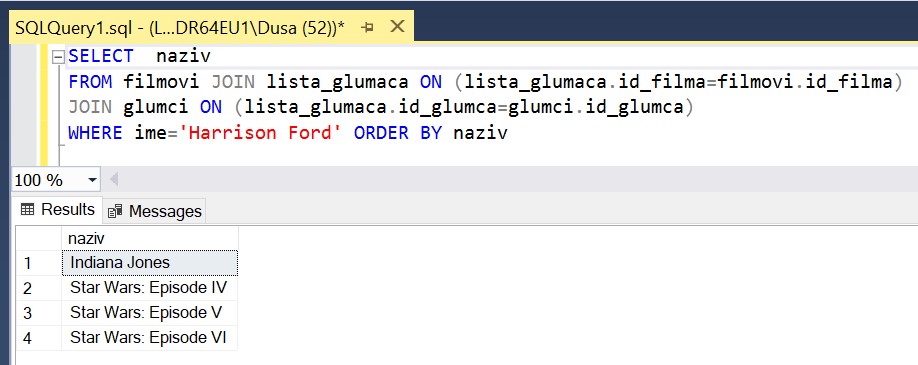 SQLQuery1.sql - (L...DR64EU1\Dusa (52))*
SELECT  naziv
FROM filmovi JOIN lista_glumaca ON (lista_glumaca.id_filma=filmovi.id_filma)
JOIN glumci ON (lista_glumaca.id_glumca=glumci.id_glumca)
WHERE ime='Harrison Ford' ORDER BY naziv
100 %
Results Messages
naziv
1 Indiana Jones
2 Star Wars: Episode IV
3 Star Wars: Episode V
4 Star Wars: Episode VI